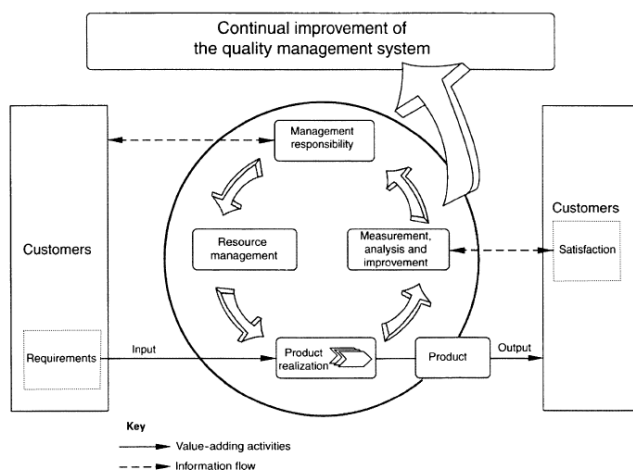 Continual improvement of
the quality management system
Management
responsibility
Customers
Resource
management
Measurement,
analysis and
improvement
Customers
Satisfaction
Requirements
Input
Product
realization
Product
Output
Key
Value-adding activities
Information flow